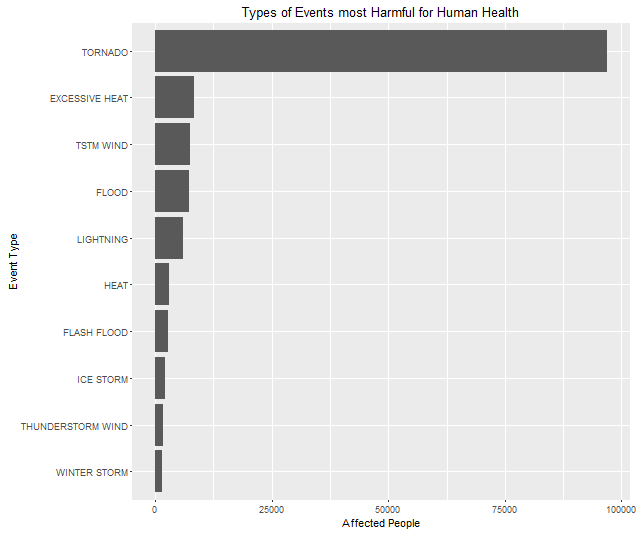 Types of Events most Harmful for Human Health
TORNADO
EXCESSIVE HEAT
TSTM WIND
FLOOD
LIGHTNING
HEAT
FLASH FLOOD
ICE STORM
THUNDERSTORM WIND
WINTER STORM
Event Type
0 25000 50000 75000 100000
Affected People